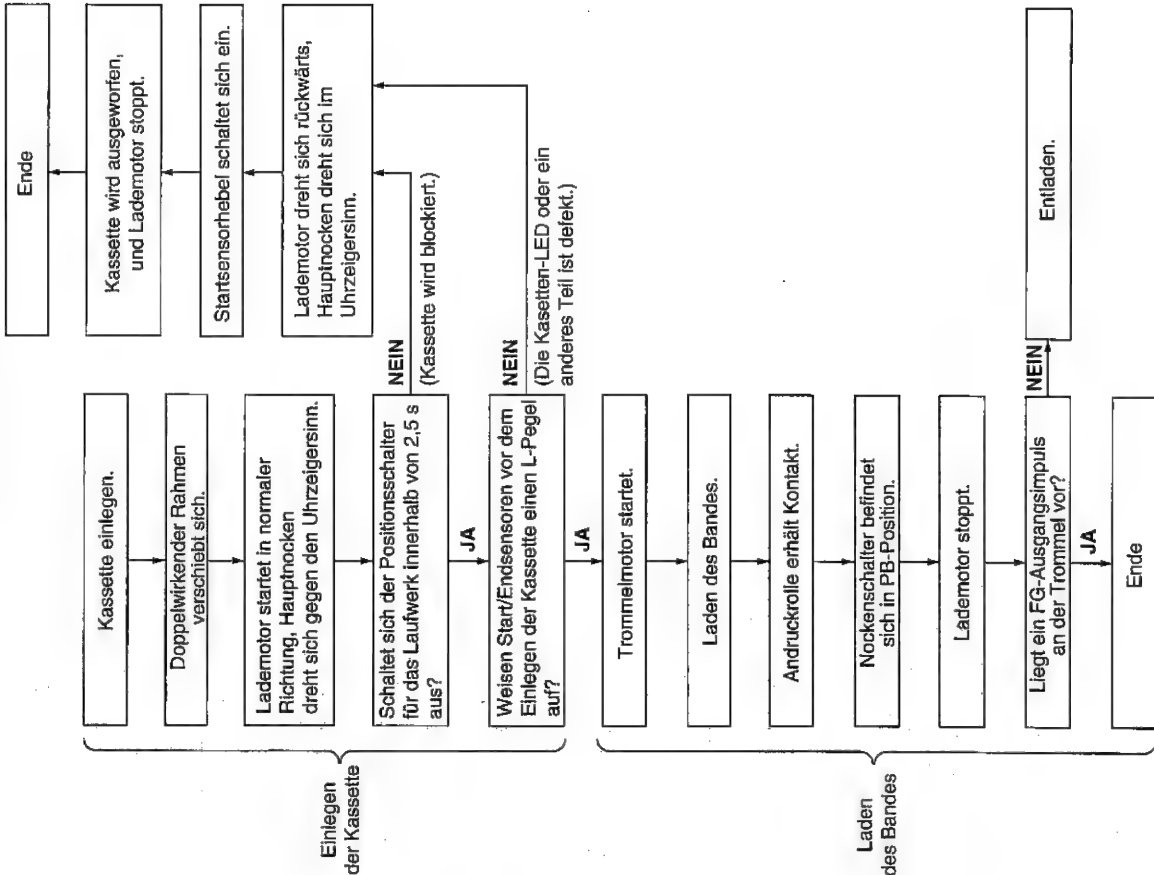 Einlegen
der Kassette
Kassette einlegen.
Doppelwirkender Rahmen
verschiebt sich.
Lademotor startet in normaler
Richtung, Hauptnocken
dreht sich gegen den Uhrzeigersinn.
Schaltet sich der Positionsschalter
für das Laufwerk innerhalb von 2,5 s
aus?
NEIN
(Kassette wird blockiert.)
JA
Weisen Start/Endsensoren vor dem
Einlegen der Kassette einen L-Pegel
auf?
NEIN
(Die Kasetten-LED oder ein
anderes Teil ist defekt.)
JA
Lademotor dreht sich rückwärts,
Hauptnocken dreht sich im
Uhrzeigersinn.
Startsensorhebel schaltet sich ein.
Kassette wird ausgeworfen,
und Lademotor stoppt.
Ende
Laden
des Bandes
Trommelmotor startet.
Laden des Bandes.
Andruckrolle erhält Kontakt.
Nockenschalter befindet
sich in PB-Position.
Lademotor stoppt.
Liegt ein FG-Ausgangsimpuls
an der Trommel vor?
NEIN
Entladen.
JA
Ende